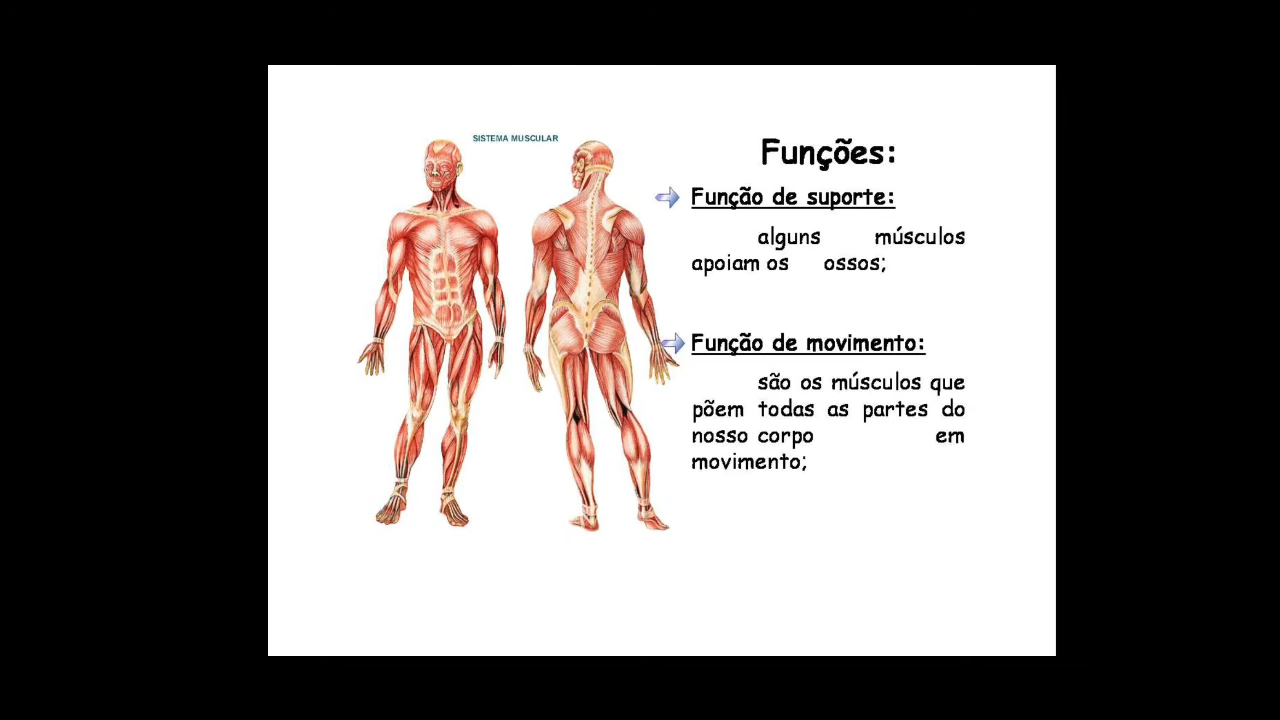 SISTEMA MUSCULAR
Funções:
Função de suporte:
alguns músculos
apoiam os ossos;
Função de movimento:
são os músculos que
põem todas as partes do
nosso corpo em
movimento;